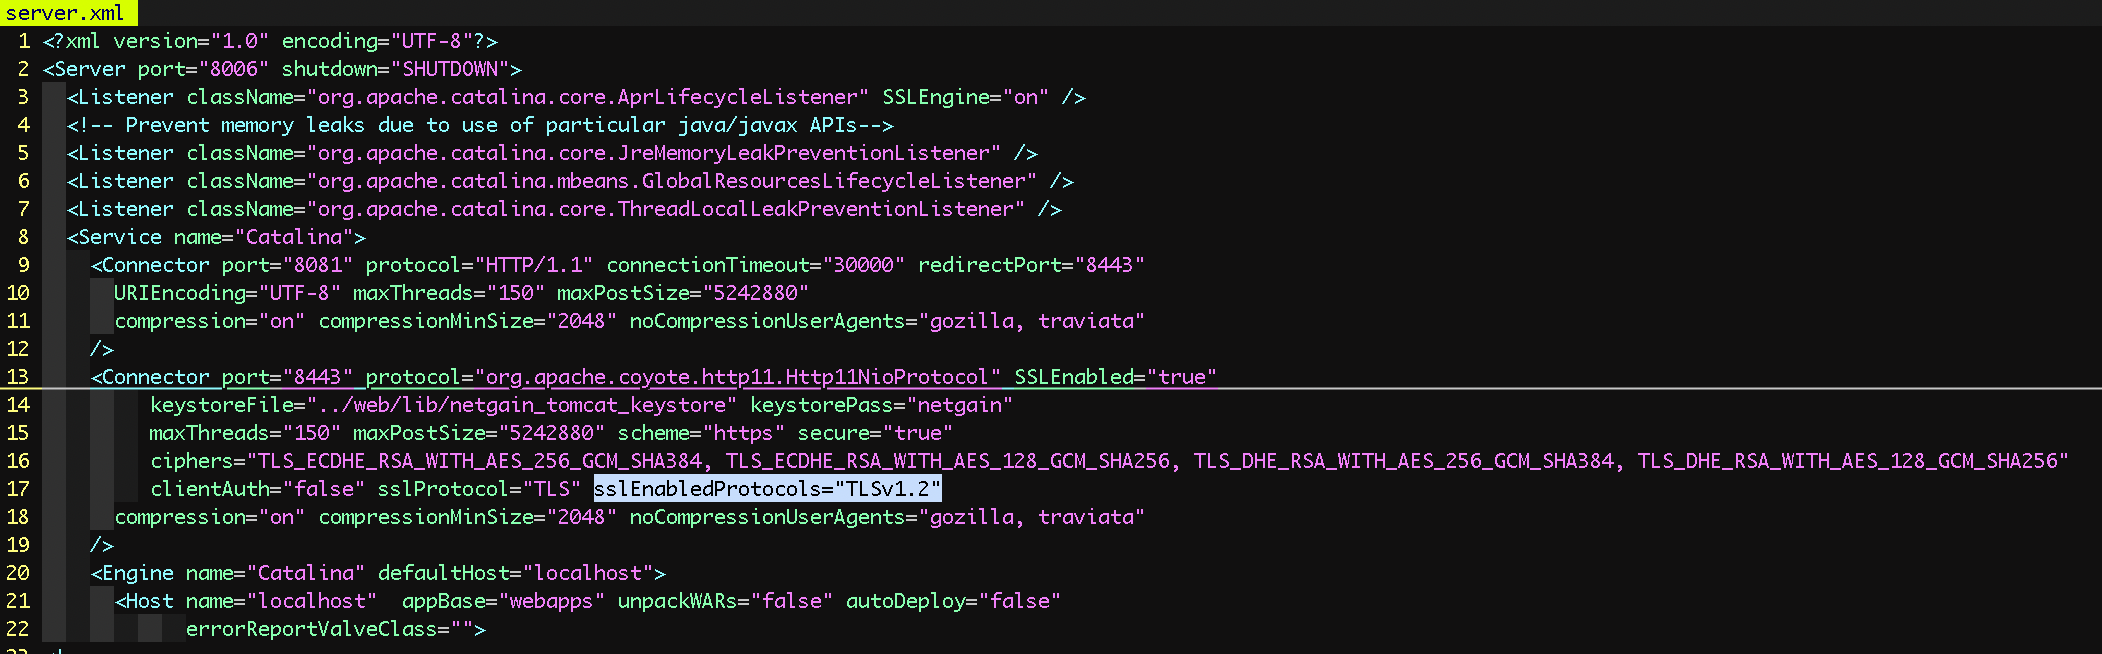 server.xml
1 <?xml version="1.0" encoding="UTF-8"?>
2 <Server port="8006" shutdown="SHUTDOWN">
3 <Listener className="org.apache.catalina.core.AprLifecycleListener" SSLEngine="on" />
4 <!-- Prevent memory leaks due to use of particular java/javax APIs-->
5 <Listener className="org.apache.catalina.core.JreMemoryLeakPreventionListener" />
6 <Listener className="org.apache.catalina.mbeans.GlobalResourcesLifecycleListener" />
7 <Listener className="org.apache.catalina.core.ThreadLocalLeakPreventionListener" />
8 <Service name="Catalina">
9 <Connector port="8081" protocol="HTTP/1.1" connectionTimeout="30000" redirectPort="8443"
10 URIEncoding="UTF-8" maxThreads="150" maxPostSize="5242880"
11 compression="on" compressionMinSize="2048" noCompressionUserAgents="gozilla, traviata"
12 />
13 <Connector port="8443" protocol="org.apache.coyote.http11.Http11NioProtocol" SSLEnabled="true"
14 keystoreFile="../web/lib/netgain_tomcat_keystore" keystorePass="netgain"
15 maxThreads="150" maxPostSize="5242880" scheme="https" secure="true"
16 ciphers="TLS_ECDHE_RSA_WITH_AES_256_GCM_SHA384, TLS_ECDHE_RSA_WITH_AES_128_GCM_SHA256, TLS_DHE_RSA_WITH_AES_256_GCM_SHA384, TLS_DHE_RSA_WITH_AES_128_GCM_SHA256"
17 clientAuth="false" sslProtocol="TLS" sslEnabledProtocols="TLSv1.2"
18 compression="on" compressionMinSize="2048" noCompressionUserAgents="gozilla, traviata"
19 />
20 <Engine name="Catalina" defaultHost="localhost">
21 <Host name="localhost"  appBase="webapps" unpackWARs="false" autoDeploy="false"
22 errorReportValveClass="">